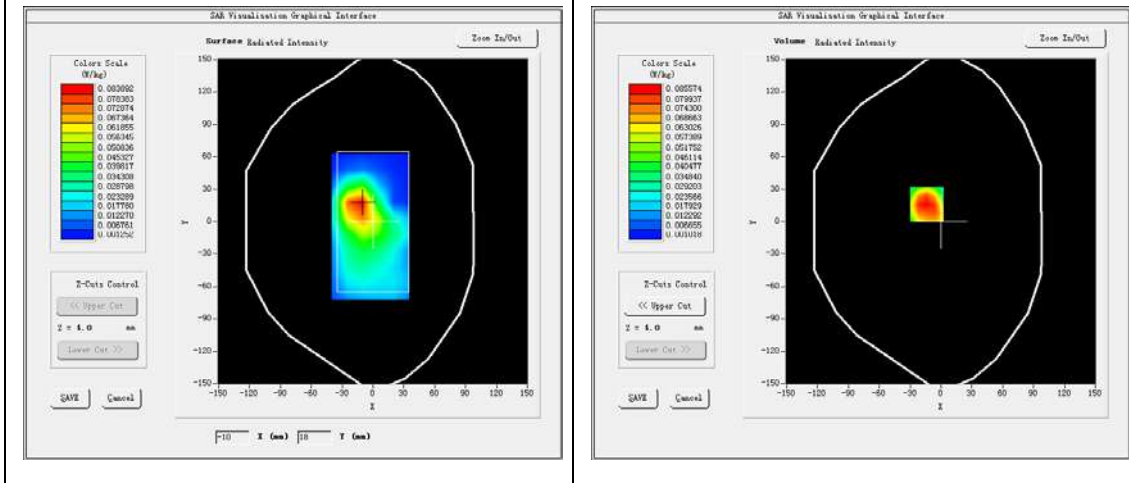 SAR Visualisation Graphical Interface
Surface Radiated Intensity
Zoom In/Out
Colors Scale
(W/kg)
0.083892
0.078383
0.072874
0.067364
0.061855
0.056345
0.050836
0.045327
0.039817
0.034308
0.028798
0.023289
0.017780
0.012270
0.006761
0.001252
150
120
90
60
30
0
-30
-60
-90
-120
-150
Y
-150 -120 -90 -60 -30 0 30 60 90 120 150
X
Z-Cuts Control
<< Upper Cut
Z = 4.0 mm
Lower Cut >>
SAVE Cancel
-10 X (mm) 18 Y (mm)
SAR Visualisation Graphical Interface
Volume Radiated Intensity
Zoom In/Out
Colors Scale
(W/kg)
0.085574
0.079937
0.074300
0.068663
0.063026
0.057389
0.051752
0.046114
0.040477
0.034840
0.029203
0.023566
0.017929
0.012292
0.006655
0.001018
150
120
90
60
30
0
-30
-60
-90
-120
-150
Y
-150 -120 -90 -60 -30 0 30 60 90 120 150
X
Z-Cuts Control
<< Upper Cut
Z = 4.0 mm
Lower Cut >>
SAVE Cancel